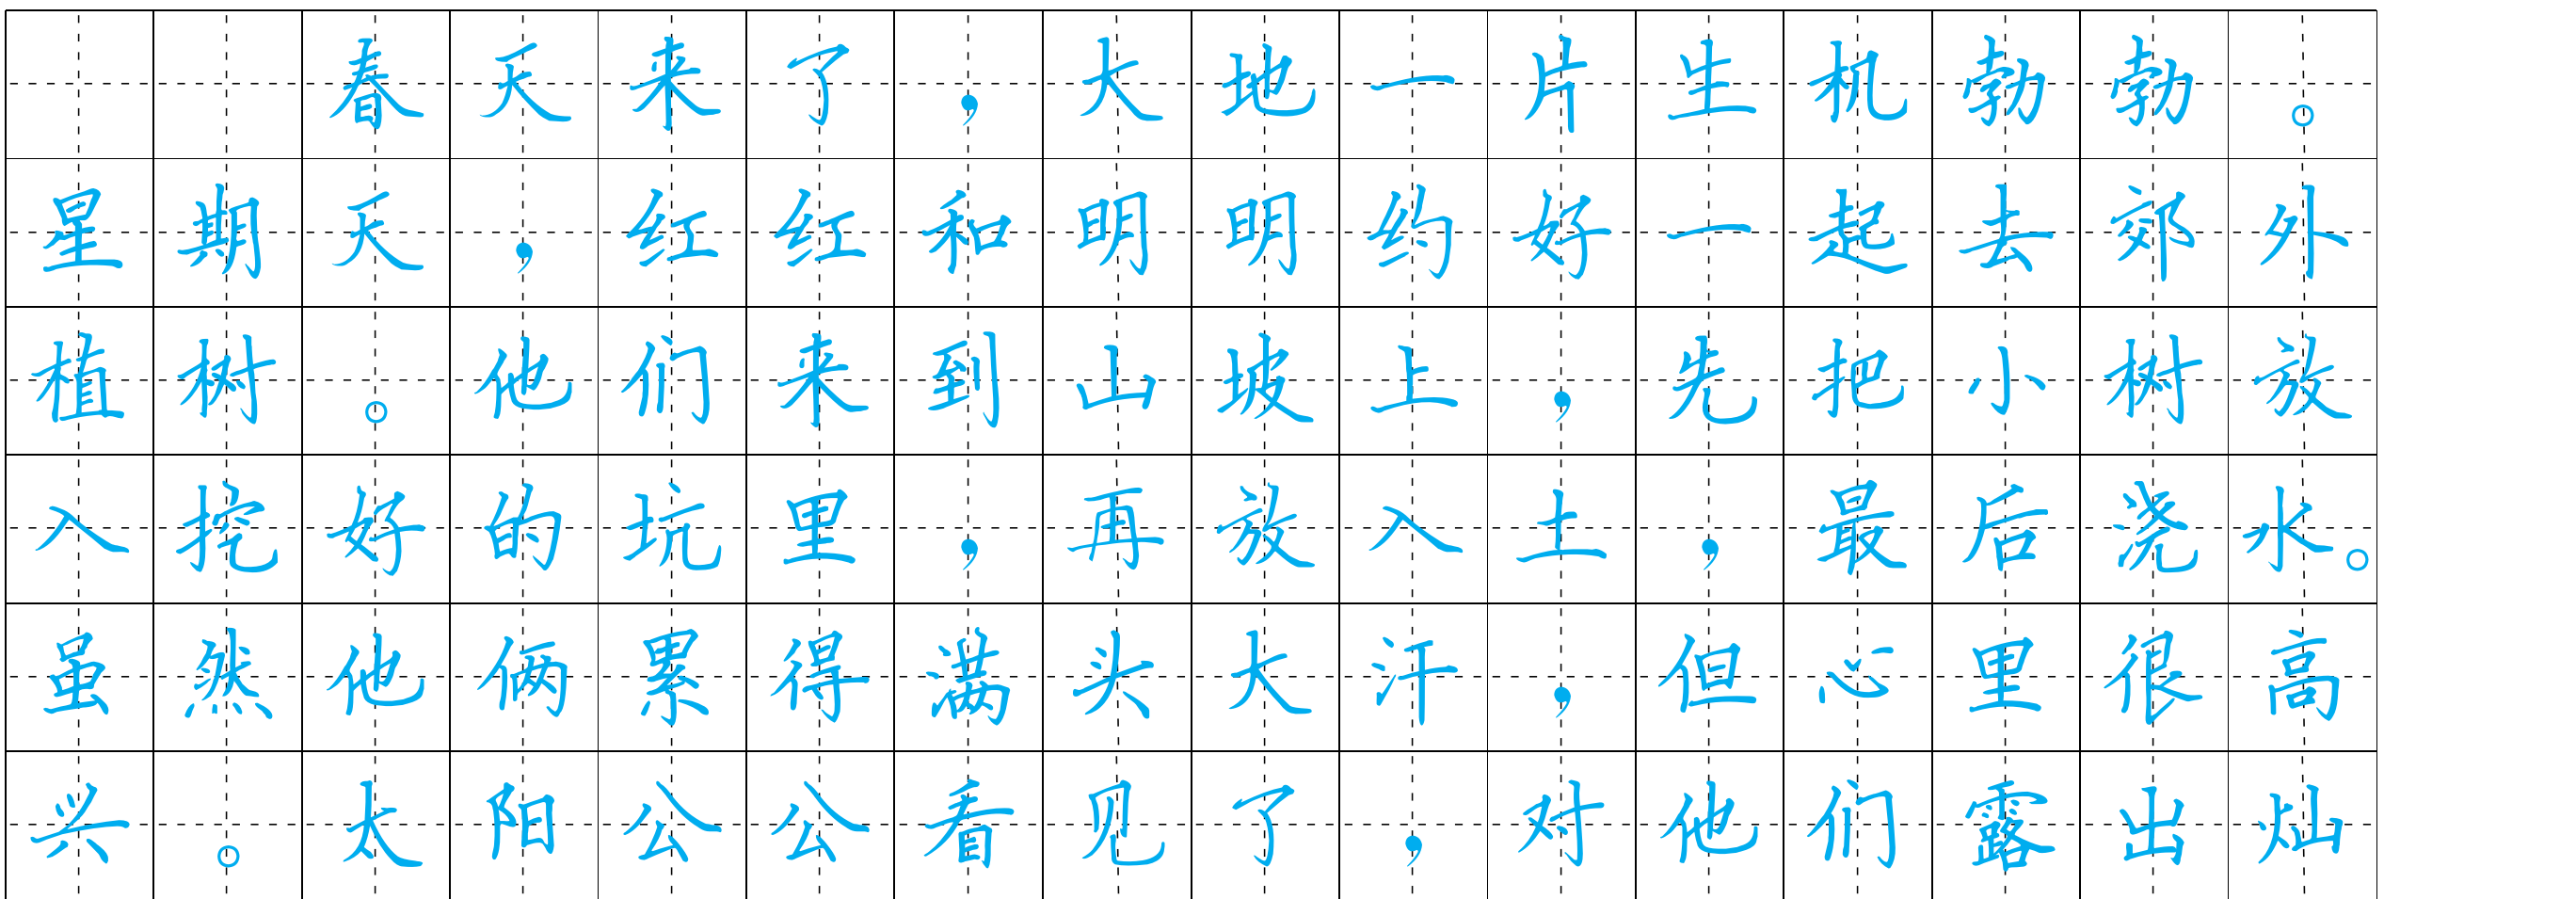 春天来了，大地一片生机勃勃。
星期天，红红和明明约好一起去郊外
植树。他们来到山坡上，先把小树放
入挖好的坑里，再放入土，最后浇水。
虽然他俩累得满头大汗，但心里很高
兴。太阳公公看见了，对他们露出灿